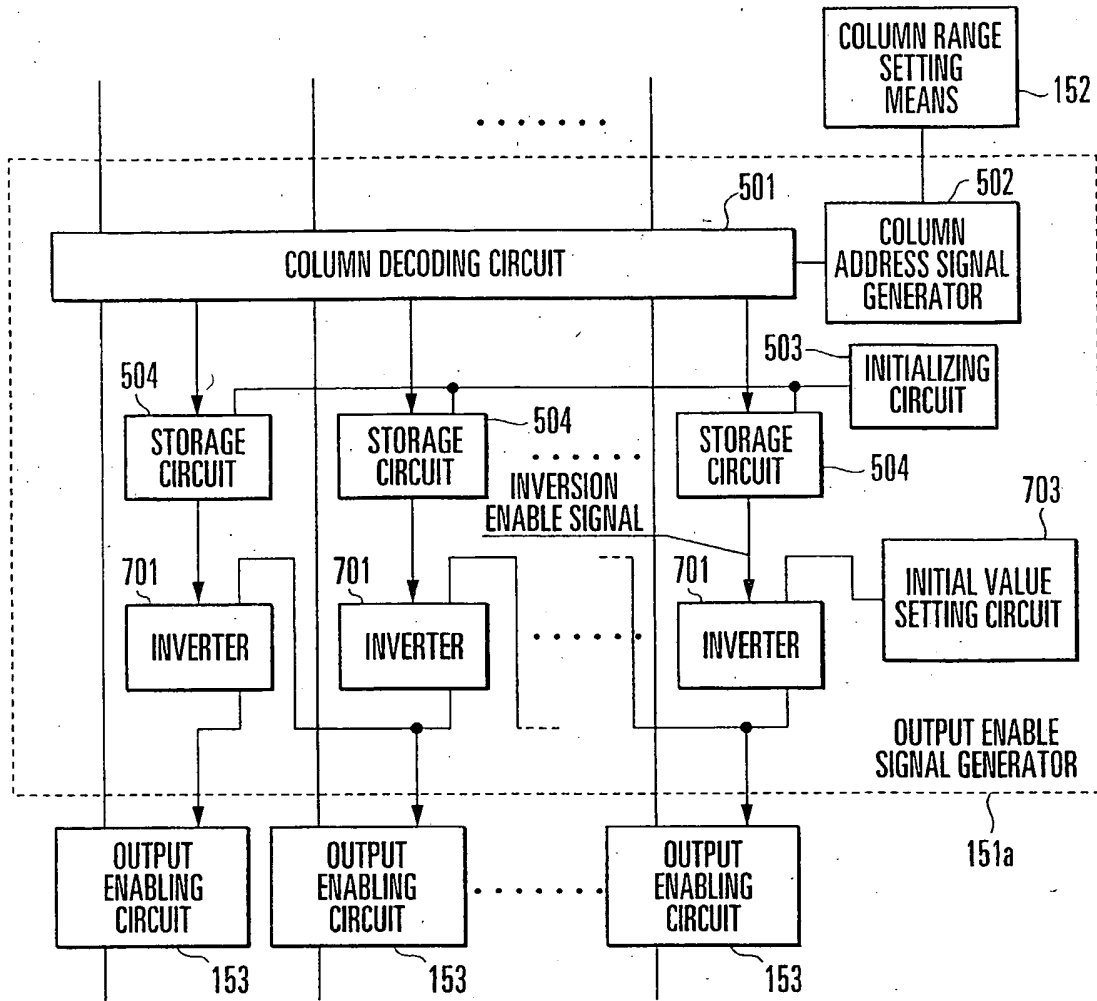 COLUMN RANGE
SETTING
MEANS
152
501
502
COLUMN DECODING CIRCUIT
COLUMN
ADDRESS SIGNAL
GENERATOR
503
INITIALIZING
CIRCUIT
504
STORAGE
CIRCUIT
STORAGE
CIRCUIT
504
STORAGE
CIRCUIT
504
INVERSION
ENABLE SIGNAL
703
701
INVERTER
701
INVERTER
701
INVERTER
INITIAL VALUE
SETTING CIRCUIT
OUTPUT ENABLE
SIGNAL GENERATOR
151a
OUTPUT
ENABLING
CIRCUIT
OUTPUT
ENABLING
CIRCUIT
OUTPUT
ENABLING
CIRCUIT
153
153
153